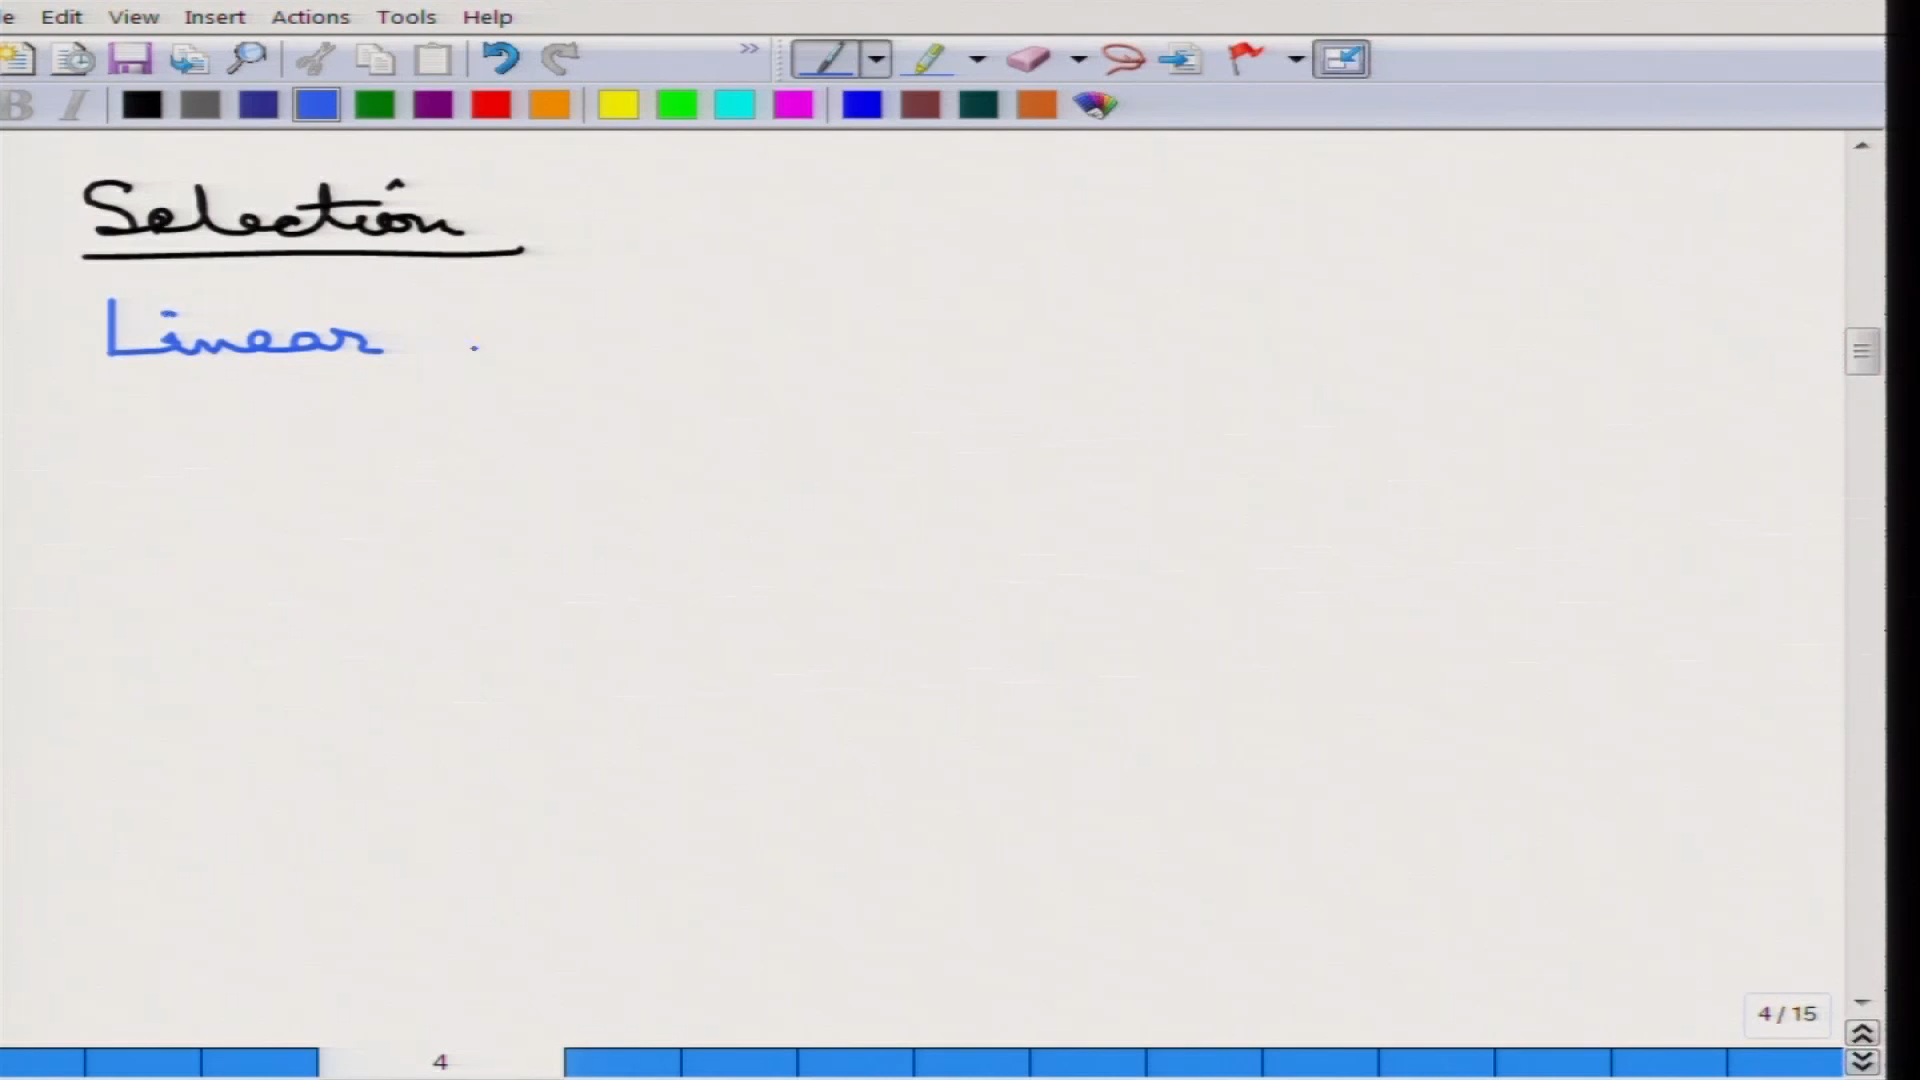 Edit View Insert Actions Tools Help
B I
Selection
Linear
4 / 15
4